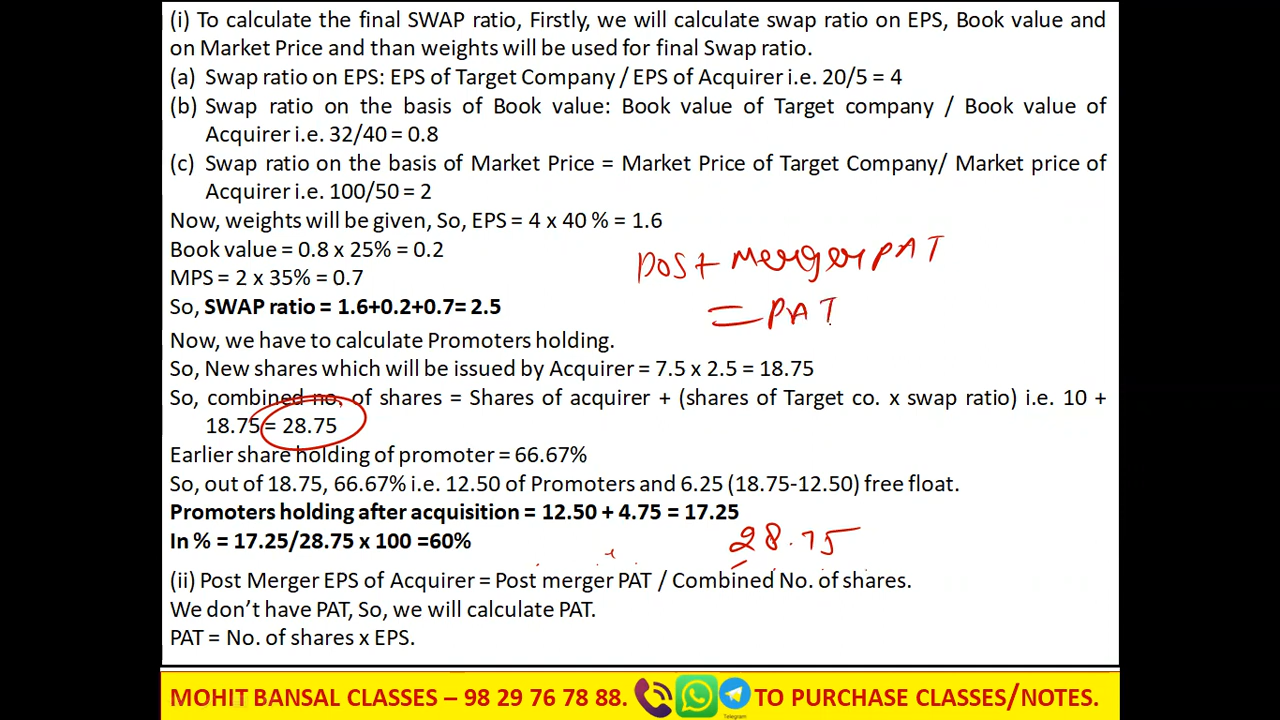 (i) To calculate the final SWAP ratio, Firstly, we will calculate swap ratio on EPS, Book value and
on Market Price and than weights will be used for final Swap ratio.
(a) Swap ratio on EPS: EPS of Target Company / EPS of Acquirer i.e. 20/5 = 4
(b) Swap ratio on the basis of Book value: Book value of Target company / Book value of
Acquirer i.e. 32/40 = 0.8
(c) Swap ratio on the basis of Market Price = Market Price of Target Company/ Market price of
Acquirer i.e. 100/50 = 2
Now, weights will be given, So, EPS = 4 x 40 % = 1.6
Book value = 0.8 x 25% = 0.2
post merger PAT
MPS = 2 x 35% = 0.7
So, SWAP ratio = 1.6+0.2+0.7= 2.5
= PAT
Now, we have to calculate Promoters holding.
So, New shares which will be issued by Acquirer = 7.5 x 2.5 = 18.75
So, combined no. of shares = Shares of acquirer + (shares of Target co. x swap ratio) i.e. 10 +
18.75= 28.75
Earlier share holding of promoter = 66.67%
So, out of 18.75, 66.67% i.e. 12.50 of Promoters and 6.25 (18.75-12.50) free float.
Promoters holding after acquisition = 12.50 + 4.75 = 17.25
In % = 17.25/28.75 x 100 =60%
28.75
(ii) Post Merger EPS of Acquirer = Post merger PAT / Combined No. of shares.
We don't have PAT, So, we will calculate PAT.
PAT = No. of shares x EPS.
MOHIT BANSAL CLASSES – 98 29 76 78 88. TO PURCHASE CLASSES/NOTES.
Telegram